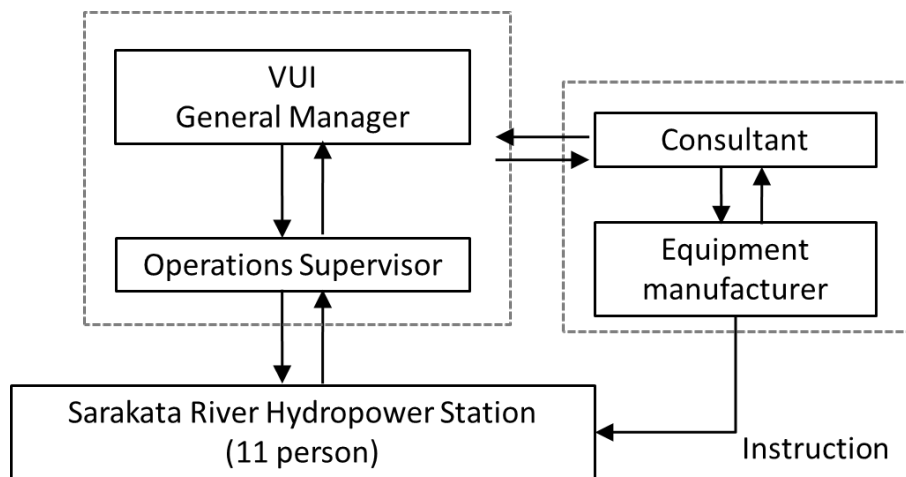 VUI
General Manager
Operations Supervisor
Consultant
Equipment
manufacturer
Sarakata River Hydropower Station
(11 person)
Instruction